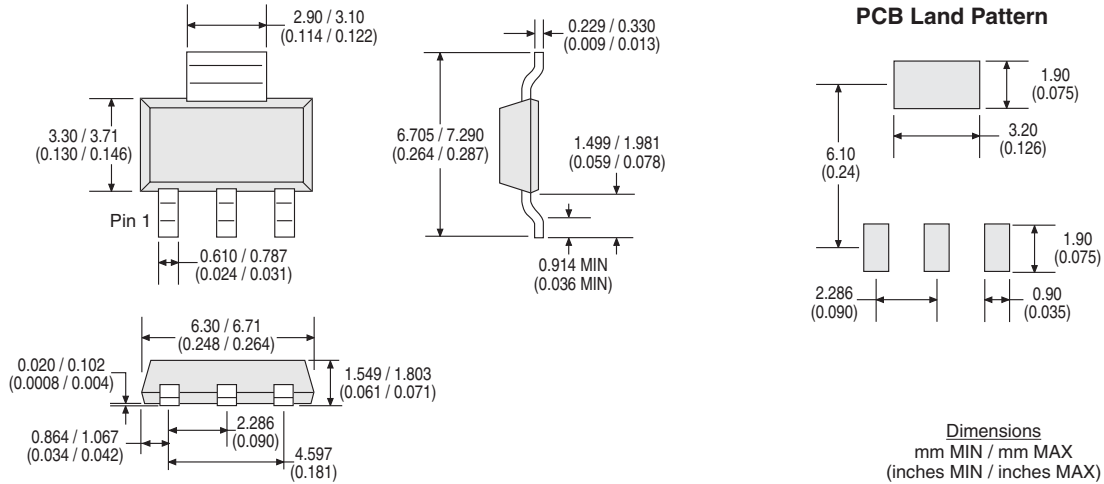 2.90 / 3.10
(0.114 / 0.122)
3.30 / 3.71
(0.130 / 0.146)
Pin 1
0.610 / 0.787
(0.024 / 0.031)
0.229 / 0.330
(0.009 / 0.013)
6.705 / 7.290
(0.264 / 0.287)
1.499 / 1.981
(0.059 / 0.078)
0.914 MIN
(0.036 MIN)
6.30 / 6.71
(0.248 / 0.264)
0.020 / 0.102
(0.0008 / 0.004)
1.549 / 1.803
(0.061 / 0.071)
0.864 / 1.067
(0.034 / 0.042)
2.286
(0.090)
4.597
(0.181)
PCB Land Pattern
1.90
(0.075)
3.20
(0.126)
6.10
(0.24)
1.90
(0.075)
2.286
(0.090)
0.90
(0.035)
Dimensions
mm MIN / mm MAX
(inches MIN / inches MAX)